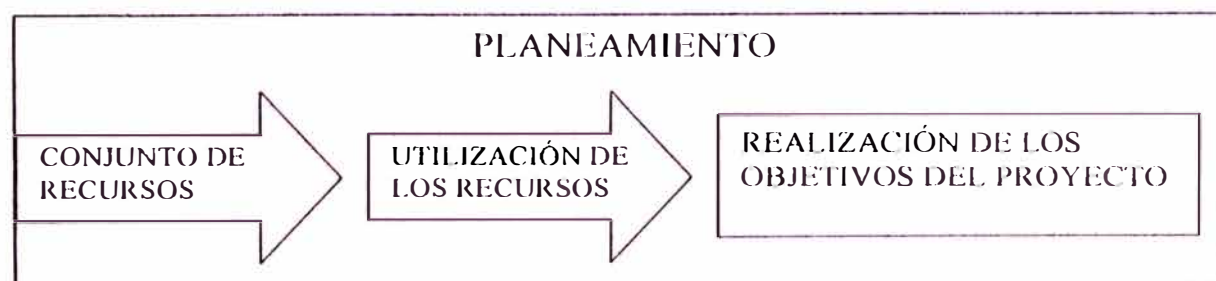 PLANEAMIENTO
CONJUNTO DE
RECURSOS
UTILIZACIÓN DE
LOS RECURSOS
REALIZACIÓN DE LOS
OBJETIVOS DEL PROYECTO